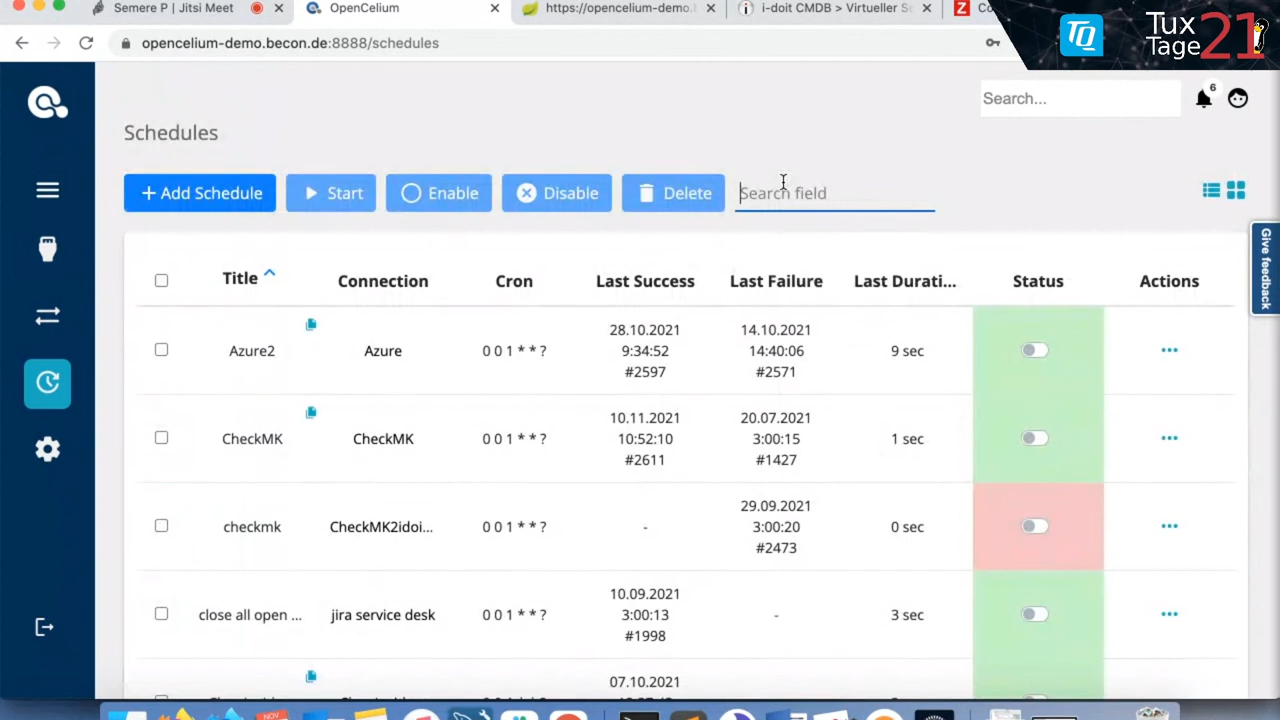 Semere P | Jitsi Meet
OpenCelium
https://opencelium-demo.
i-doit CMDB > Virtueller Se
Co
opencelium-demo.becon.de:8888/schedules
TQ
Tux
Tage
21
Search...
6
Schedules
+ Add Schedule
Start
Enable
Disable
Delete
Search field
Give feedback
Title
Connection
Cron
Last Success
Last Failure
Last Durati...
Status
Actions
Azure2
Azure
0 0 1 * * ?
28.10.2021
9:34:52
#2597
14.10.2021
14:40:06
#2571
9 sec
CheckMK
CheckMK
0 0 1 * * ?
10.11.2021
10:52:10
#2611
20.07.2021
3:00:15
#1427
1 sec
checkmk
CheckMK2idoi...
0 0 1 * * ?
-
29.09.2021
3:00:20
#2473
0 sec
close all open ...
jira service desk
0 0 1 * * ?
10.09.2021
3:00:13
#1998
-
3 sec
07.10.2021
NOV